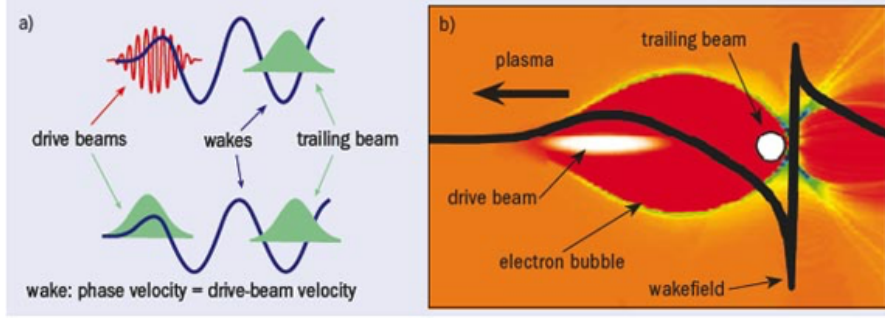 a)
drive beams
wakes
trailing beam
wake: phase velocity = drive-beam velocity
b)
plasma
trailing beam
drive beam
electron bubble
wakefield